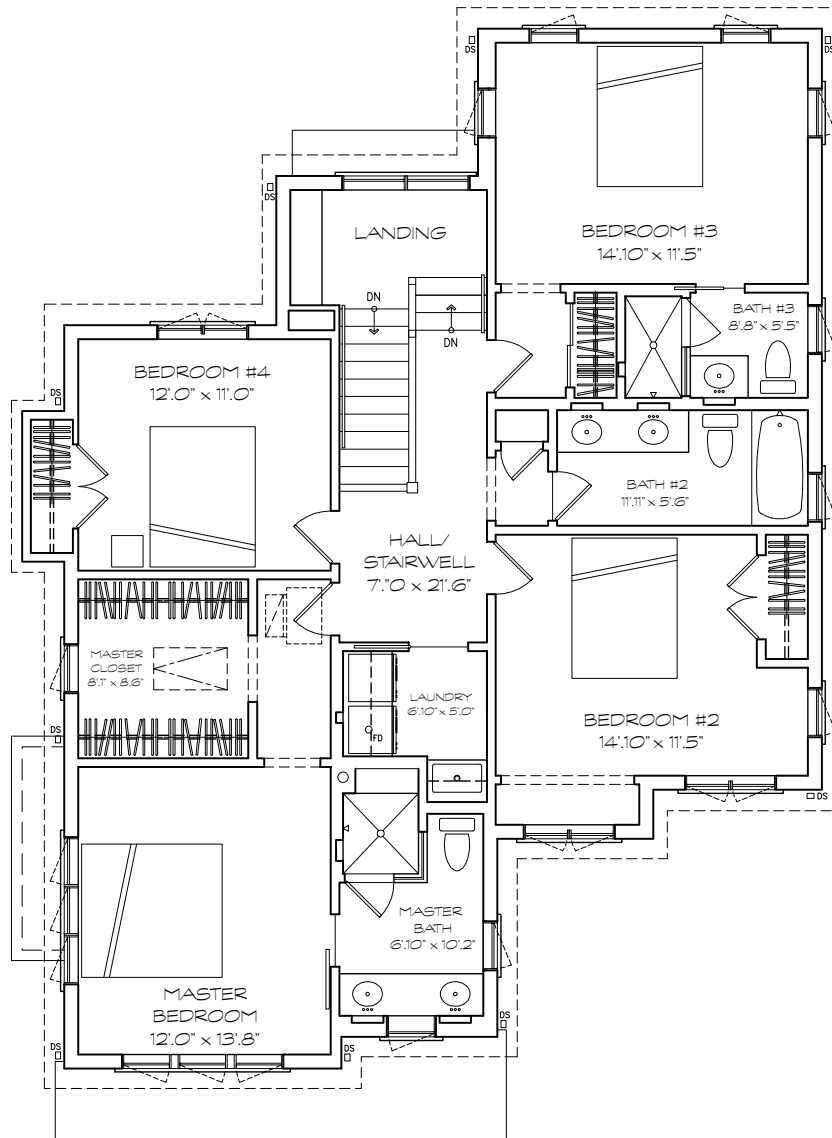 DS
DS
DS
LANDING
BEDROOM #3
14'.10" x 11'.5"
DN
DN
BATH #3
8'.8" x 5'.5"
BEDROOM #4
12'.0" x 11'.0"
DS
BATH #2
11'.11" x 5'.6"
HALL/
STAIRWELL
7'."0 x 21'.6"
MASTER
CLOSET
8'.1" x 8'.6"
LAUNDRY
6'.10" x 5'.0"
FD
BEDROOM #2
14'.10" x 11'.5"
DS
DS
MASTER
BATH
6'.10" x 10'.2"
MASTER
BEDROOM
12'.0" x 13'.8"
DS
DS
DS